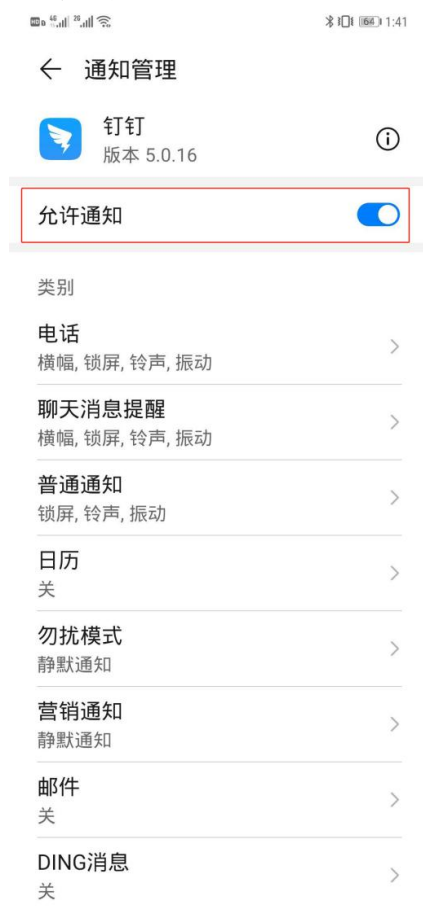 HD 4G 2G 64 1:41
通知管理
钉钉
版本 5.0.16
允许通知
类别
电话
横幅, 锁屏, 铃声, 振动
聊天消息提醒
横幅, 锁屏, 铃声, 振动
普通通知
锁屏, 铃声, 振动
日历
关
勿扰模式
静默通知
营销通知
静默通知
邮件
关
DING消息
关